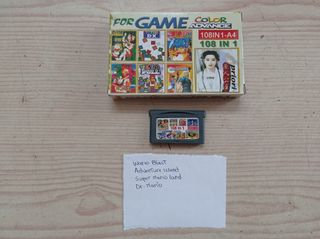 FOR GAME COLOR
ADVANCE
108IN1-A4
108 IN 1
108 IN 1
Wario Blast
Adventure island
Super Mario land
Dr. Mario